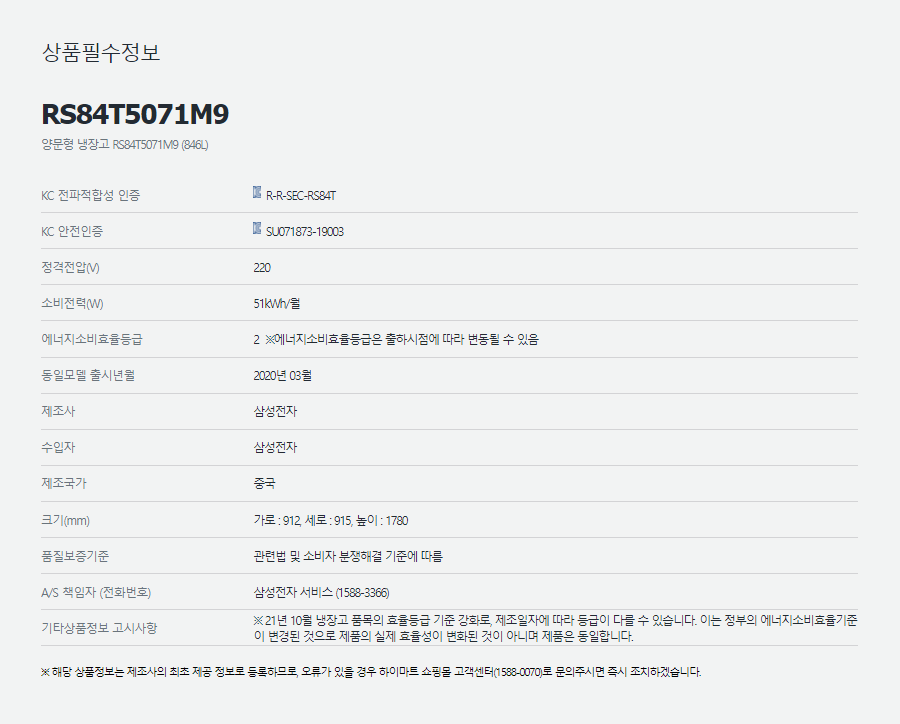 상품필수정보
RS84T5071M9
양문형 냉장고 RS84T5071M9 (846L)
KC 전파적합성 인증 R-R-SEC-RS84T
KC 안전인증 SU071873-19003
정격전압(V) 220
소비전력(W) 51kWh/월
에너지소비효율등급 2 ※에너지소비효율등급은 출하시점에 따라 변동될 수 있음
동일모델 출시년월 2020년 03월
제조사 삼성전자
수입자 삼성전자
제조국가 중국
크기(mm) 가로 : 912, 세로 : 915, 높이 : 1780
품질보증기준 관련법 및 소비자 분쟁해결 기준에 따름
A/S 책임자 (전화번호) 삼성전자 서비스 (1588-3366)
기타상품정보 고시사항 ※21년 10월 냉장고 품목의 효율등급 기준 강화로, 제조일자에 따라 등급이 다를 수 있습니다. 이는 정부의 에너지소비효율기준
이 변경된 것으로 제품의 실제 효율성이 변화된 것이 아니며 제품은 동일합니다.
※ 해당 상품정보는 제조사의 최초 제공 정보로 등록하므로, 오류가 있을 경우 하이마트 쇼핑몰 고객센터(1588-0070)로 문의주시면 즉시 조치하겠습니다.